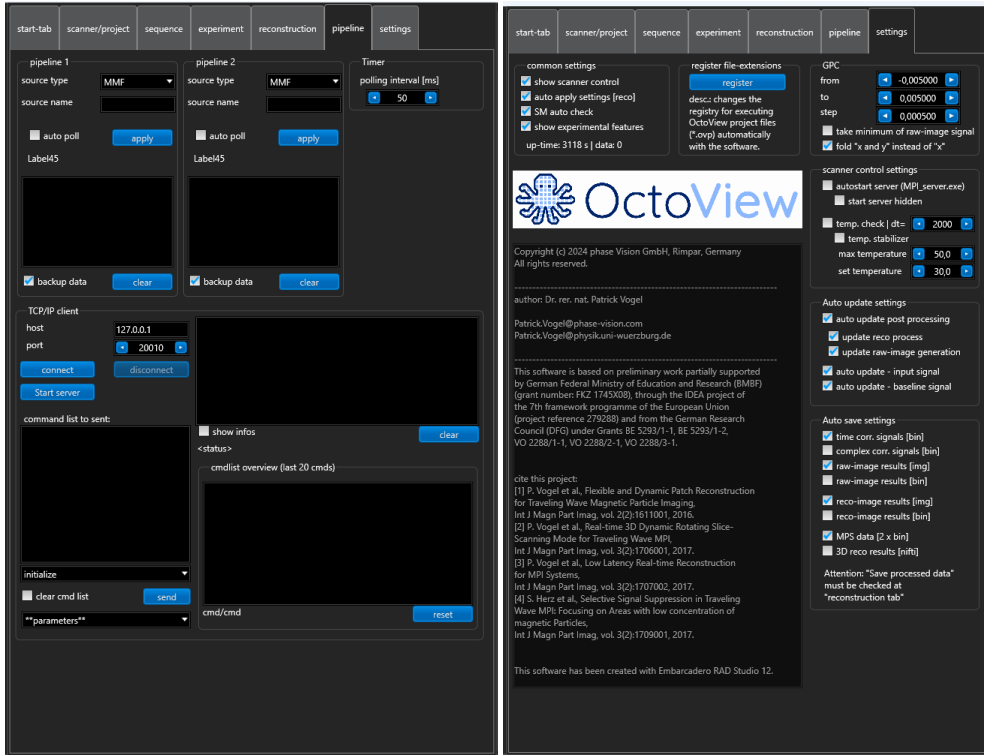 start-tab scanner/project sequence experiment reconstruction pipeline settings
pipeline 1
source type MMF
source name
auto poll apply
Label45
backup data clear
pipeline 2
source type MMF
source name
auto poll apply
Label45
backup data clear
Timer
polling interval [ms]
50
TCP/IP client
host 127.0.0.1
port 20010
connect disconnect
Start server
command list to sent:
initialize
clear cmd list send
**parameters**
show infos clear
<status>
cmdlist overview (last 20 cmds)
cmd/cmd reset
start-tab scanner/project sequence experiment reconstruction pipeline settings
common settings
show scanner control
auto apply settings [reco]
SM auto check
show experimental features
up-time: 3118 s | data: 0
register file-extensions
register
desc.: changes the
registry for executing
OctoView project files
(*.ovp) automatically
with the software.
GPC
from -0,005000
to 0,005000
step 0,000500
take minimum of raw-image signal
fold "x and y" instead of "x"
OctoView
Copyright (c) 2024 phase Vision GmbH, Rimpar, Germany
All rights reserved.
--------------------------------------------------------------------
author: Dr. rer. nat. Patrick Vogel
Patrick.Vogel@phase-vision.com
Patrick.Vogel@physik.uni-wuerzburg.de
--------------------------------------------------------------------
This software is based on preliminary work partially supported
by German Federal Ministry of Education and Research (BMBF)
(grant number: FKZ 1745X08), through the IDEA project of
the 7th framework programme of the European Union
(project reference 279288) and from the German Research
Council (DFG) under Grants BE 5293/1-1, BE 5293/1-2,
VO 2288/1-1, VO 2288/2-1, VO 2288/3-1.
cite this project:
[1] P. Vogel et al., Flexible and Dynamic Patch Reconstruction
for Traveling Wave Magnetic Particle Imaging,
Int J Magn Part Imag, vol. 2(2):1611001, 2016.
[2] P. Vogel et al., Real-time 3D Dynamic Rotating Slice-
Scanning Mode for Traveling Wave MPI,
Int J Magn Part Imag, vol. 3(2):1706001, 2017.
[3] P. Vogel et al., Low Latency Real-time Reconstruction
for MPI Systems,
Int J Magn Part Imag, vol. 3(2):1707002, 2017.
[4] S. Herz et al., Selective Signal Suppression in Traveling
Wave MPI: Focusing on Areas with low concentration of
magnetic Particles,
Int J Magn Part Imag, vol. 3(2):1709001, 2017.
This software has been created with Embarcadero RAD Studio 12.
scanner control settings
autostart server (MPI_server.exe)
start server hidden
temp. check | dt= 2000
temp. stabilizer
max temperature 50,0
set temperature 30,0
Auto update settings
auto update post processing
update reco process
update raw-image generation
auto update - input signal
auto update - baseline signal
Auto save settings
time corr. signals [bin]
complex corr. signals [bin]
raw-image results [img]
raw-image results [bin]
reco-image results [img]
reco-image results [bin]
MPS data [2 x bin]
3D reco results [nifti]
Attention: "Save processed data"
must be checked at
"reconstruction tab"